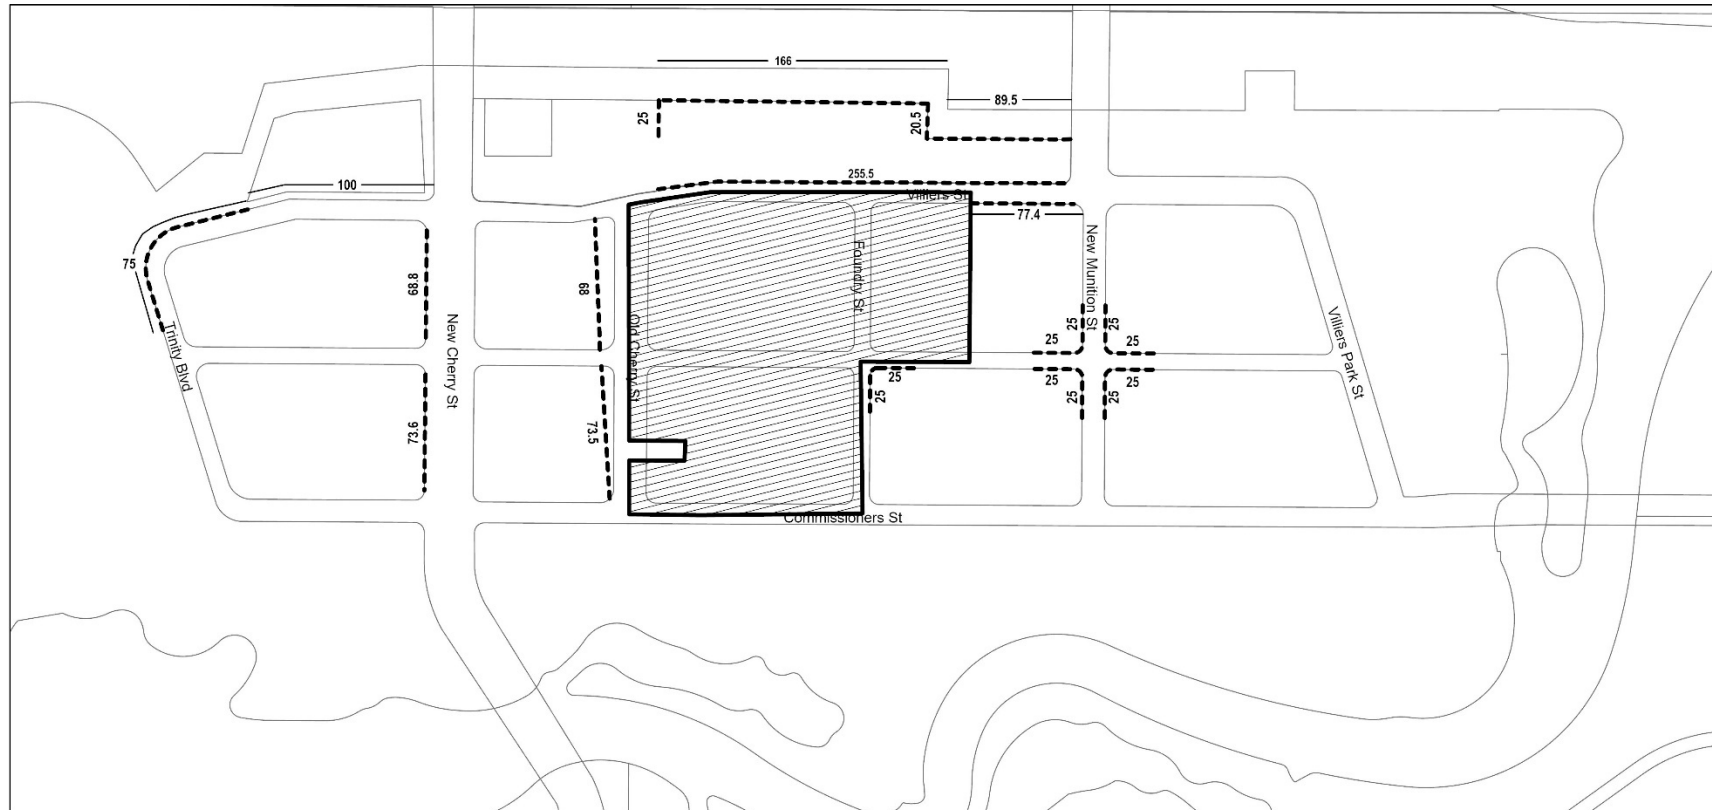 166
89.5
25
20.5
255.5
Villiers St
100
77.4
75
68.8
68
Foundry St
New Munition St
25
25
25
25
Trinity Blvd
New Cherry St
Old Cherry St
Villiers Park St
25
25
25
25
25
25
73.6
73.5
Commissioners St